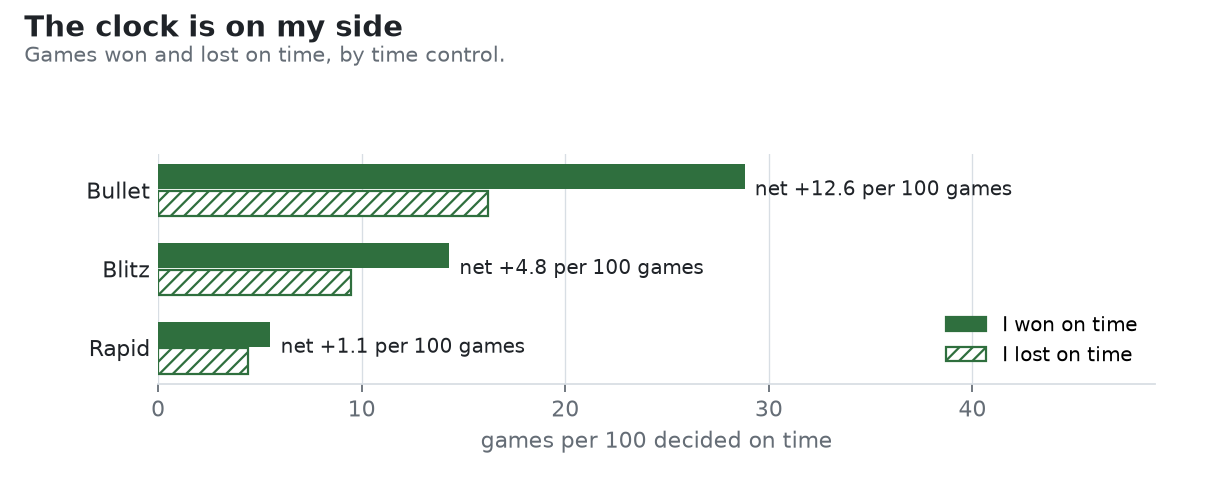 The clock is on my side
Games won and lost on time, by time control.
Bullet
net +12.6 per 100 games
Blitz
net +4.8 per 100 games
Rapid
net +1.1 per 100 games
I won on time
I lost on time
0 10 20 30 40
games per 100 decided on time